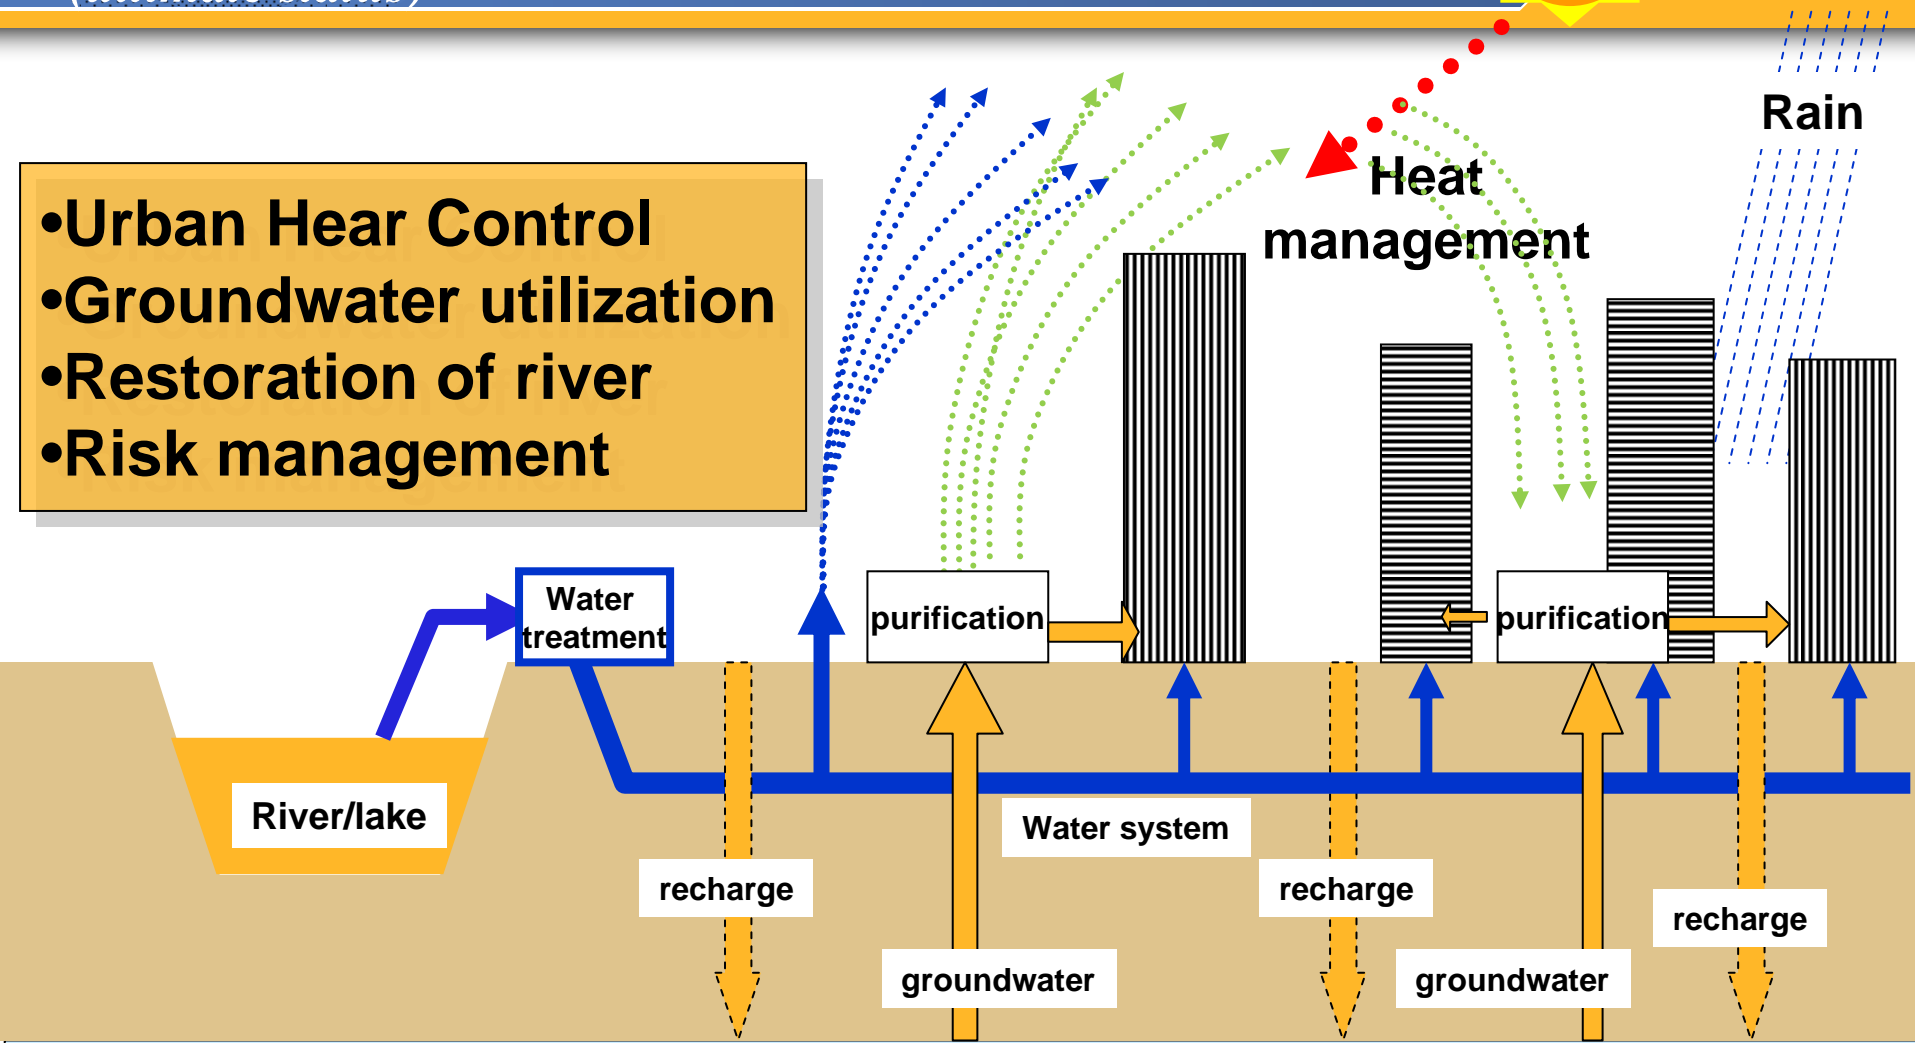 Rain
Heat
management
•Urban Hear Control
•Groundwater utilization
•Restoration of river
•Risk management
Water
treatment
purification
purification
River/lake
Water system
recharge
recharge
recharge
groundwater
groundwater